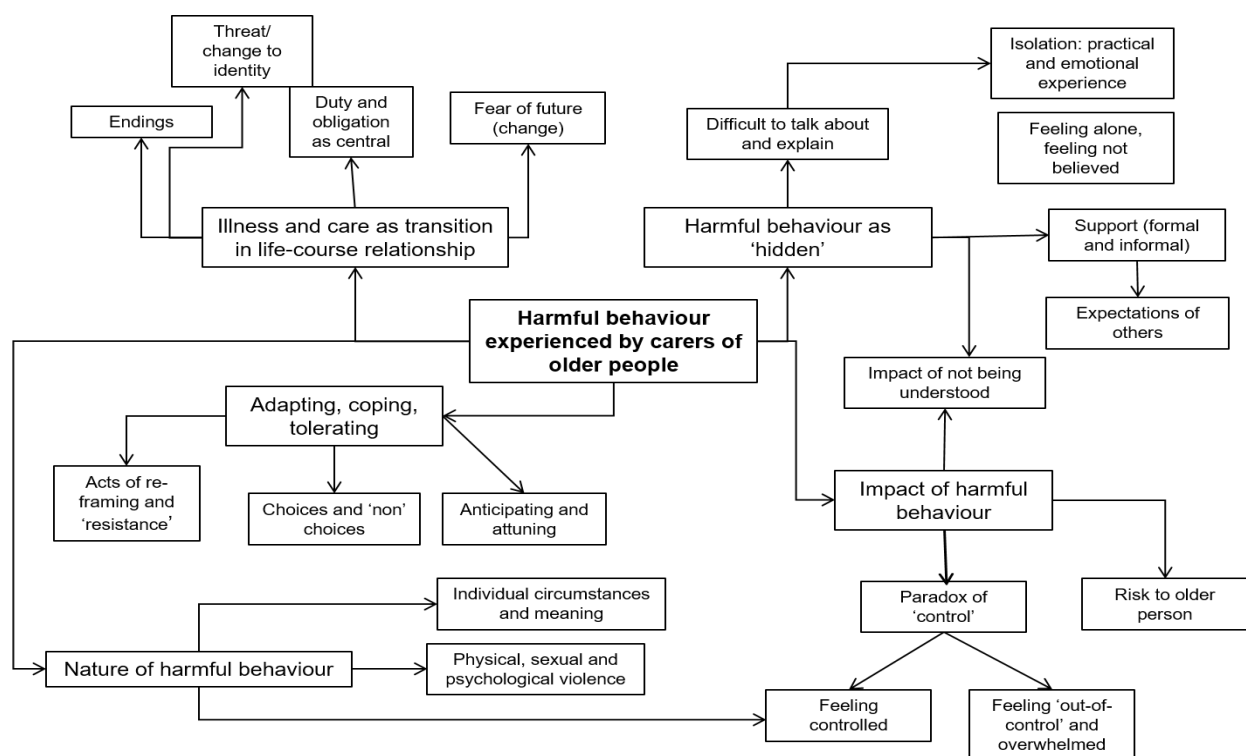 Threat/
change to
identity
Endings
Duty and
obligation
as central
Fear of future
(change)
Illness and care as transition
in life-course relationship
Isolation: practical
and emotional
experience
Difficult to talk about
and explain
Feeling alone,
feeling not
believed
Harmful behaviour as
‘hidden’
Support (formal
and informal)
Expectations of
others
Harmful behaviour
experienced by carers of
older people
Impact of not being
understood
Adapting, coping,
tolerating
Acts of re-
framing and
‘resistance’
Choices and ‘non’
choices
Anticipating and
attuning
Impact of harmful
behaviour
Paradox of
‘control’
Risk to older
person
Individual circumstances
and meaning
Nature of harmful behaviour
Physical, sexual and
psychological violence
Feeling
controlled
Feeling ‘out-of-
control’ and
overwhelmed